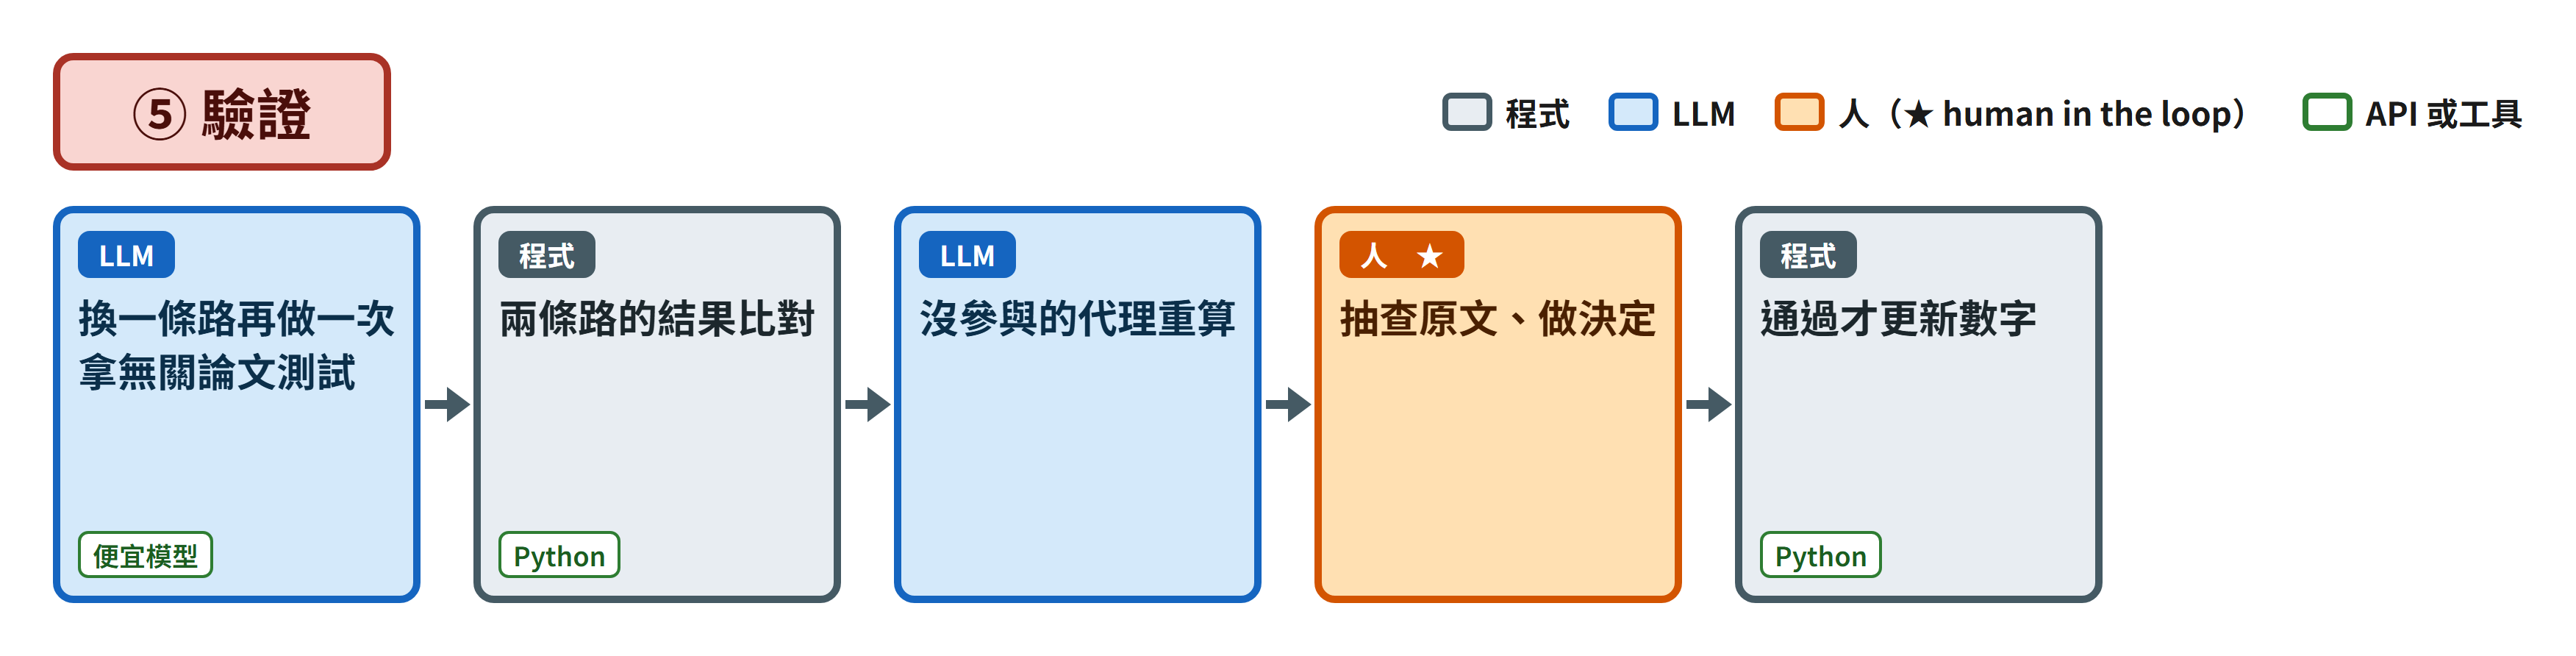 ⑤ 驗證
程式
LLM
人（★ human in the loop）
API 或工具
LLM
換一條路再做一次
拿無關論文測試
便宜模型
程式
兩條路的結果比對
Python
LLM
沒參與的代理重算
人 ★
抽查原文、做決定
程式
通過才更新數字
Python